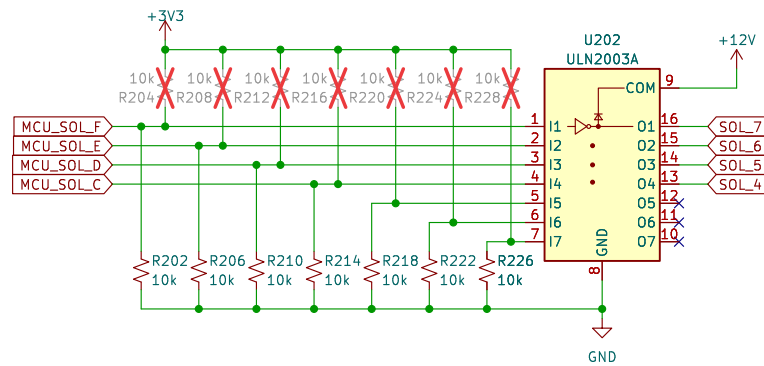 +3V3
U202
ULN2003A
+12V
10k 10k 10k 10k 10k 10k 10k
R204 R208 R212 R216 R220 R224 R228
COM 9
MCU_SOL_F 1 I1 O1 16 SOL_7
MCU_SOL_E 2 I2 O2 15 SOL_6
MCU_SOL_D 3 I3 O3 14 SOL_5
MCU_SOL_C 4 I4 O4 13 SOL_4
5 I5 O5 12
6 I6 O6 11
7 I7 O7 10
GND
8
R202 R206 R210 R214 R218 R222 R226
10k 10k 10k 10k 10k 10k 10k
GND